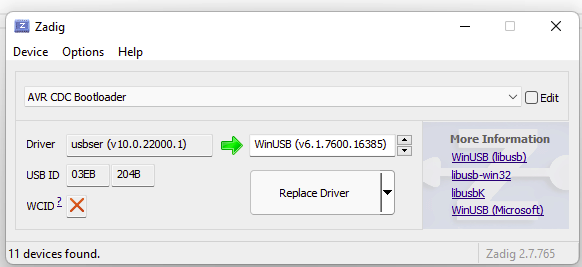 Zadig
Device Options Help
AVR CDC Bootloader
Edit
Driver usbser (v10.0.22000.1) WinUSB (v6.1.7600.16385)
USB ID 03EB 204B
WCID ?
Replace Driver
More Information
WinUSB (libusb)
libusb-win32
libusbK
WinUSB (Microsoft)
11 devices found.
Zadig 2.7.765